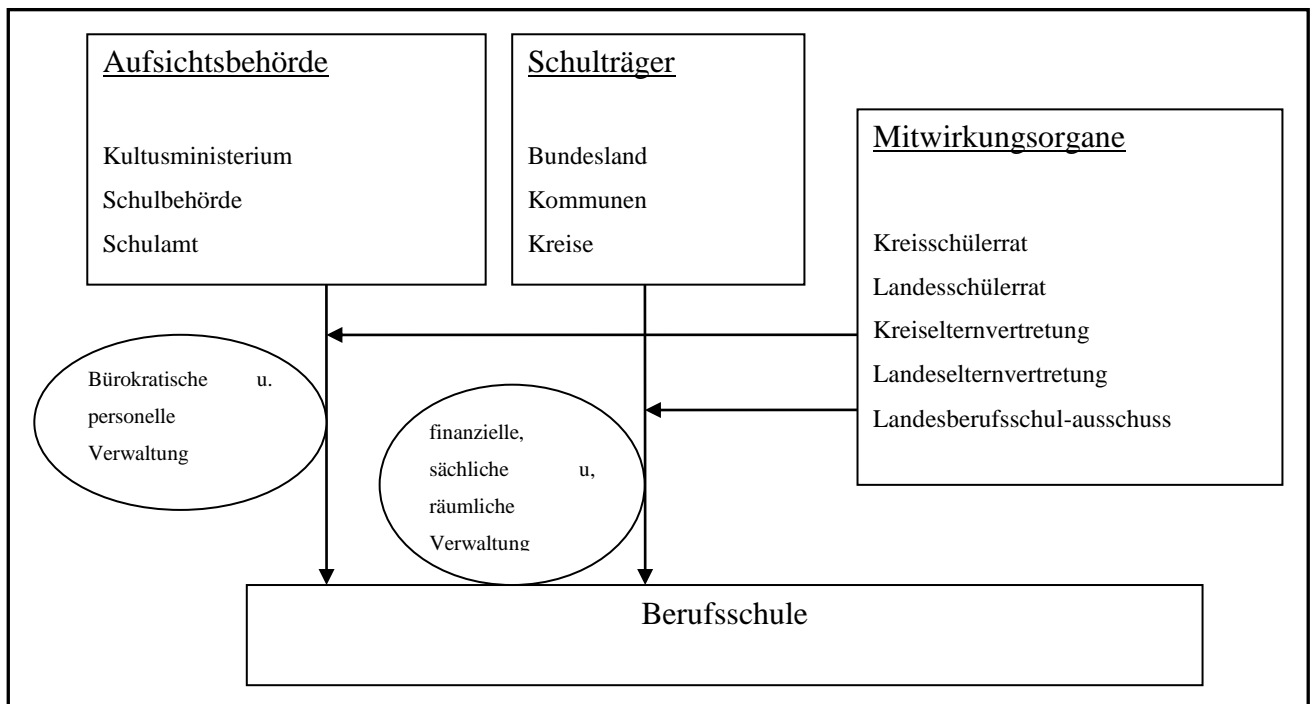 Aufsichtsbehörde
Kultusministerium
Schulbehörde
Schulamt
Schulträger
Bundesland
Kommunen
Kreise
Mitwirkungsorgane
Kreisschülerrat
Landesschülerrat
Kreiselternvertretung
Landeselternvertretung
Landesberufsschul-ausschuss
Bürokratische u.
personelle
Verwaltung
finanzielle,
sächliche u,
räumliche
Verwaltung
Berufsschule